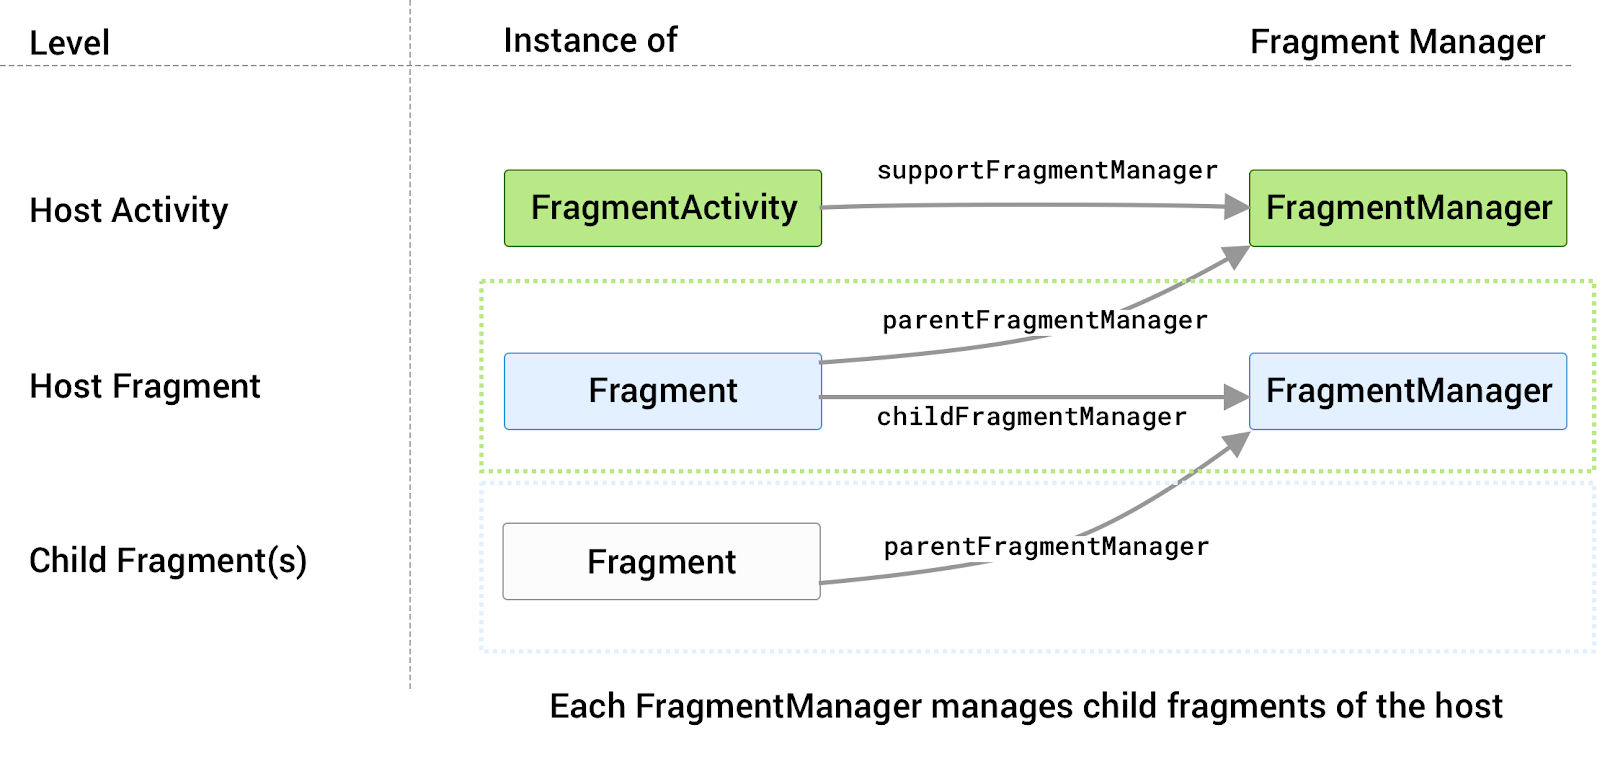 Level
Instance of
Fragment Manager
Host Activity
FragmentActivity
supportFragmentManager
FragmentManager
parentFragmentManager
Host Fragment
Fragment
FragmentManager
childFragmentManager
Child Fragment(s)
Fragment
parentFragmentManager
Each FragmentManager manages child fragments of the host